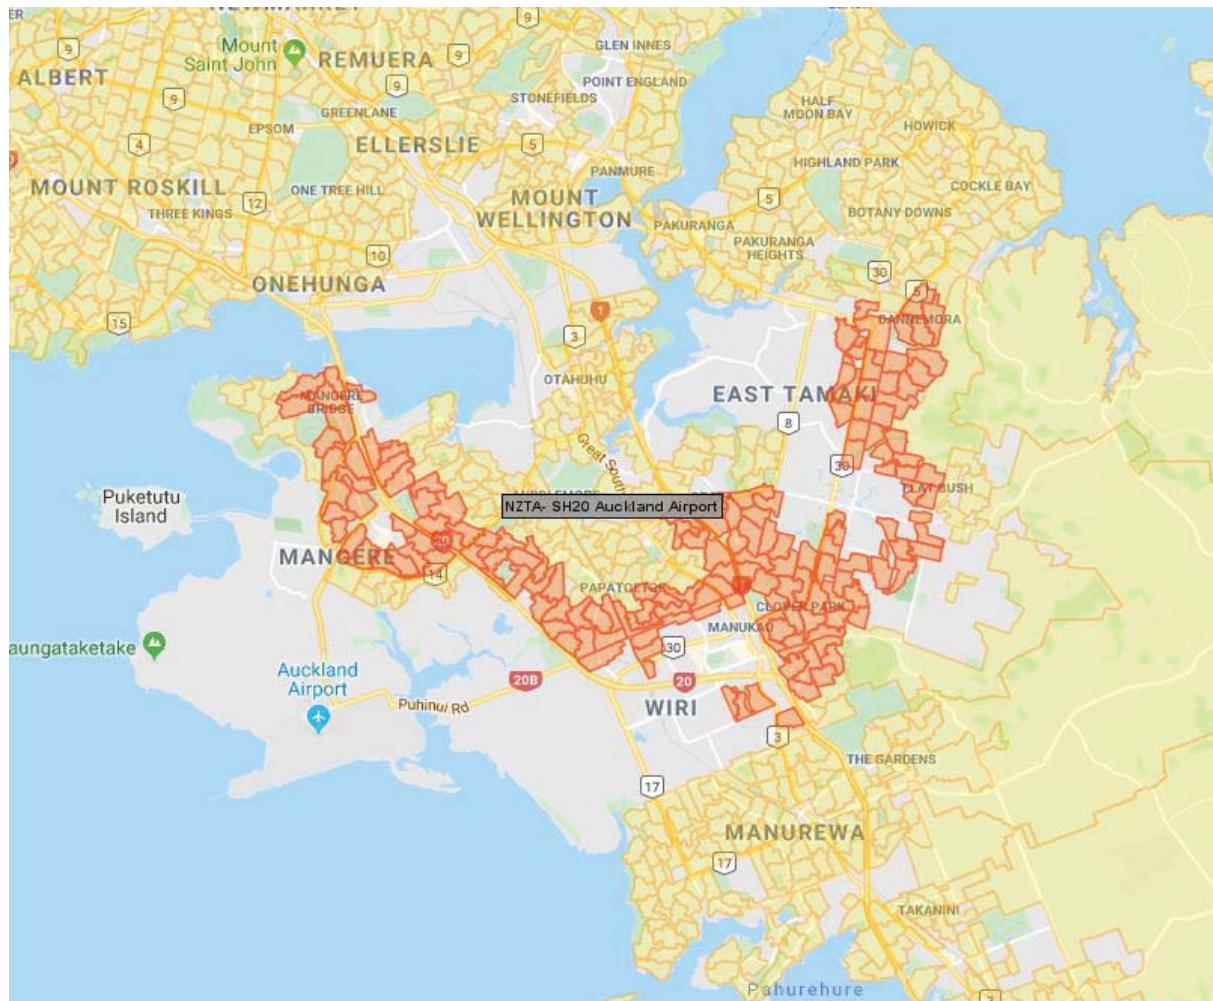 ER
9
Mount
Saint John
REMUERA
9
9
GLEN INNES
ALBERT
9
9
POINT ENGLAND
STONEFIELDS
GREENLANE
EPSOM
ELLERSLIE
4
5
HALF
MOON BAY
HOWICK
HIGHLAND PARK
PANMURE
MOUNT ROSKILL
ONE TREE HILL
MOUNT
WELLINGTON
5
COCKLE BAY
THREE KINGS
12
BOTANY DOWNS
PAKURANGA
PAKURANGA
HEIGHTS
10
ONEHUNGA
30
5
15
1
3
DANNEMORA
OTAHUHU
EAST TAMAKI
MANGERE
BRIDGE
8
Great South
30
FLAT BUSH
Puketutu
Island
NZTA- SH20 Auckland Airport
MANGERE
20
14
PAPATOETOE
CLOVER PARK
MANUKAU
aungataketake
30
Auckland
Airport
20B
20
Puhinui Rd
WIRI
3
THE GARDENS
17
MANUREWA
17
TAKANINI
Pahurehure